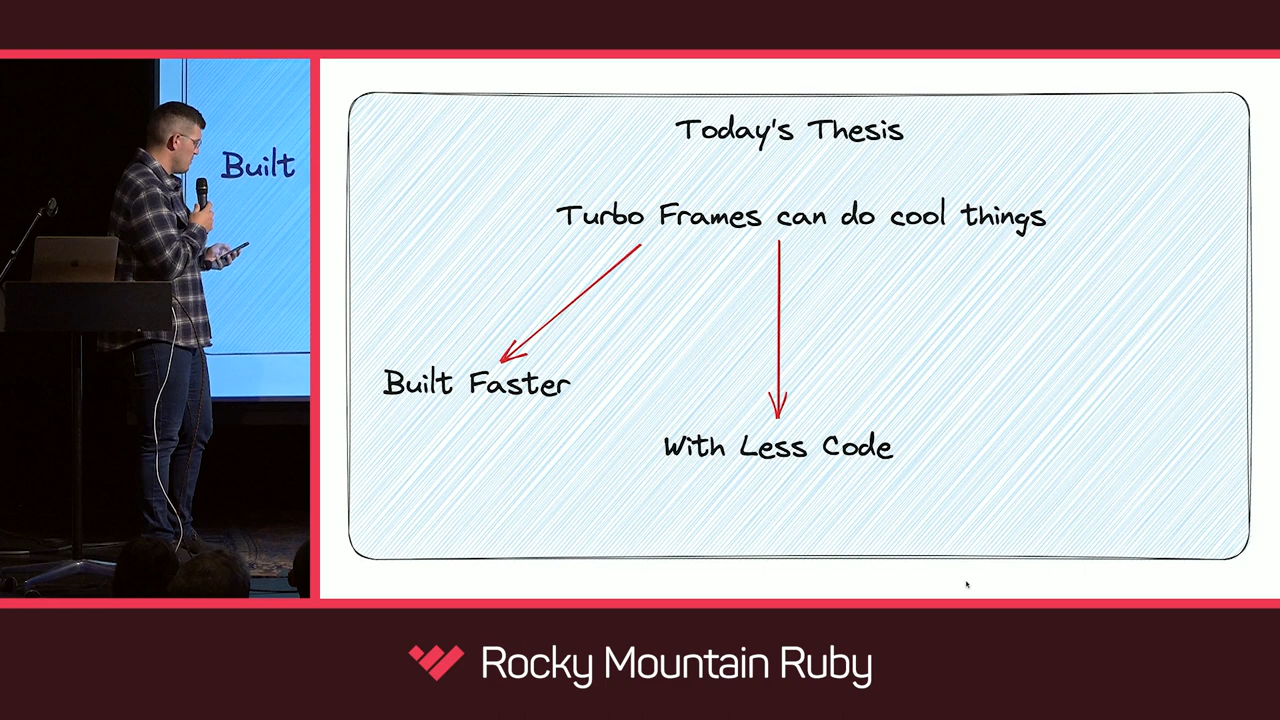 Built
Today's Thesis
Turbo Frames can do cool things
Built Faster
With Less Code
Rocky Mountain Ruby